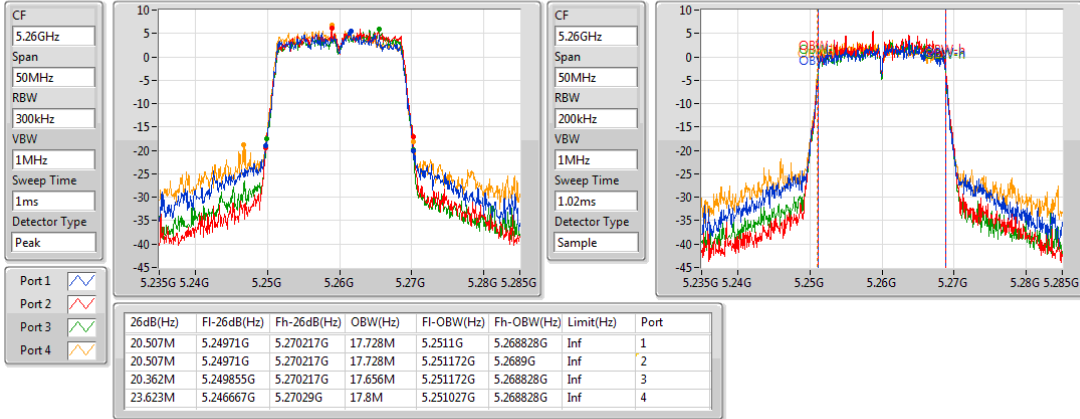 CF
5.26GHz
Span
50MHz
RBW
300kHz
VBW
1MHz
Sweep Time
1ms
Detector Type
Peak
10
5
0
-5
-10
-15
-20
-25
-30
-35
-40
-45
5.235G 5.24G 5.25G 5.26G 5.27G 5.28G 5.285G
CF
5.26GHz
Span
50MHz
RBW
200kHz
VBW
1MHz
Sweep Time
1.02ms
Detector Type
Sample
10
5
0
-5
-10
-15
-20
-25
-30
-35
-40
-45
5.235G 5.24G 5.25G 5.26G 5.27G 5.28G 5.285G
Port 1
Port 2
Port 3
Port 4
26dB(Hz) Fl-26dB(Hz) Fh-26dB(Hz) OBW(Hz) Fl-OBW(Hz) Fh-OBW(Hz) Limit(Hz) Port
20.507M 5.24971G 5.270217G 17.728M 5.2511G 5.268828G Inf 1
20.507M 5.24971G 5.270217G 17.728M 5.251172G 5.2689G Inf 2
20.362M 5.249855G 5.270217G 17.656M 5.251172G 5.268828G Inf 3
23.623M 5.246667G 5.27029G 17.8M 5.251027G 5.268828G Inf 4